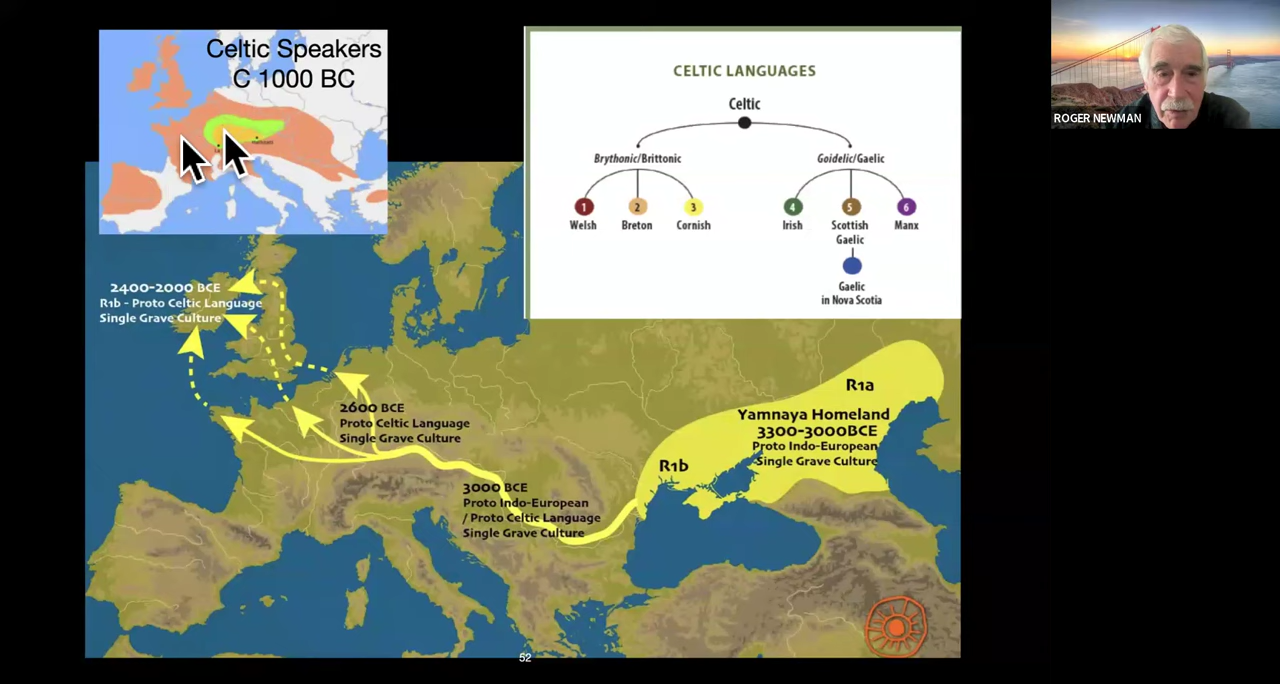 Celtic Speakers
C 1000 BC
CELTIC LANGUAGES
Celtic
Brythonic/Brittonic
Goidelic/Gaelic
1
2
3
4
5
6
Welsh
Breton
Cornish
Irish
Scottish
Gaelic
Manx
Gaelic
in Nova Scotia
ROGER NEWMAN
2400-2000 BCE
R1b - Proto Celtic Language
Single Grave Culture
2600 BCE
Proto Celtic Language
Single Grave Culture
3000 BCE
Proto Indo-European
/ Proto Celtic Language
Single Grave Culture
R1b
R1a
Yamnaya Homeland
3300-3000BCE
Proto Indo-European
Single Grave Culture
52